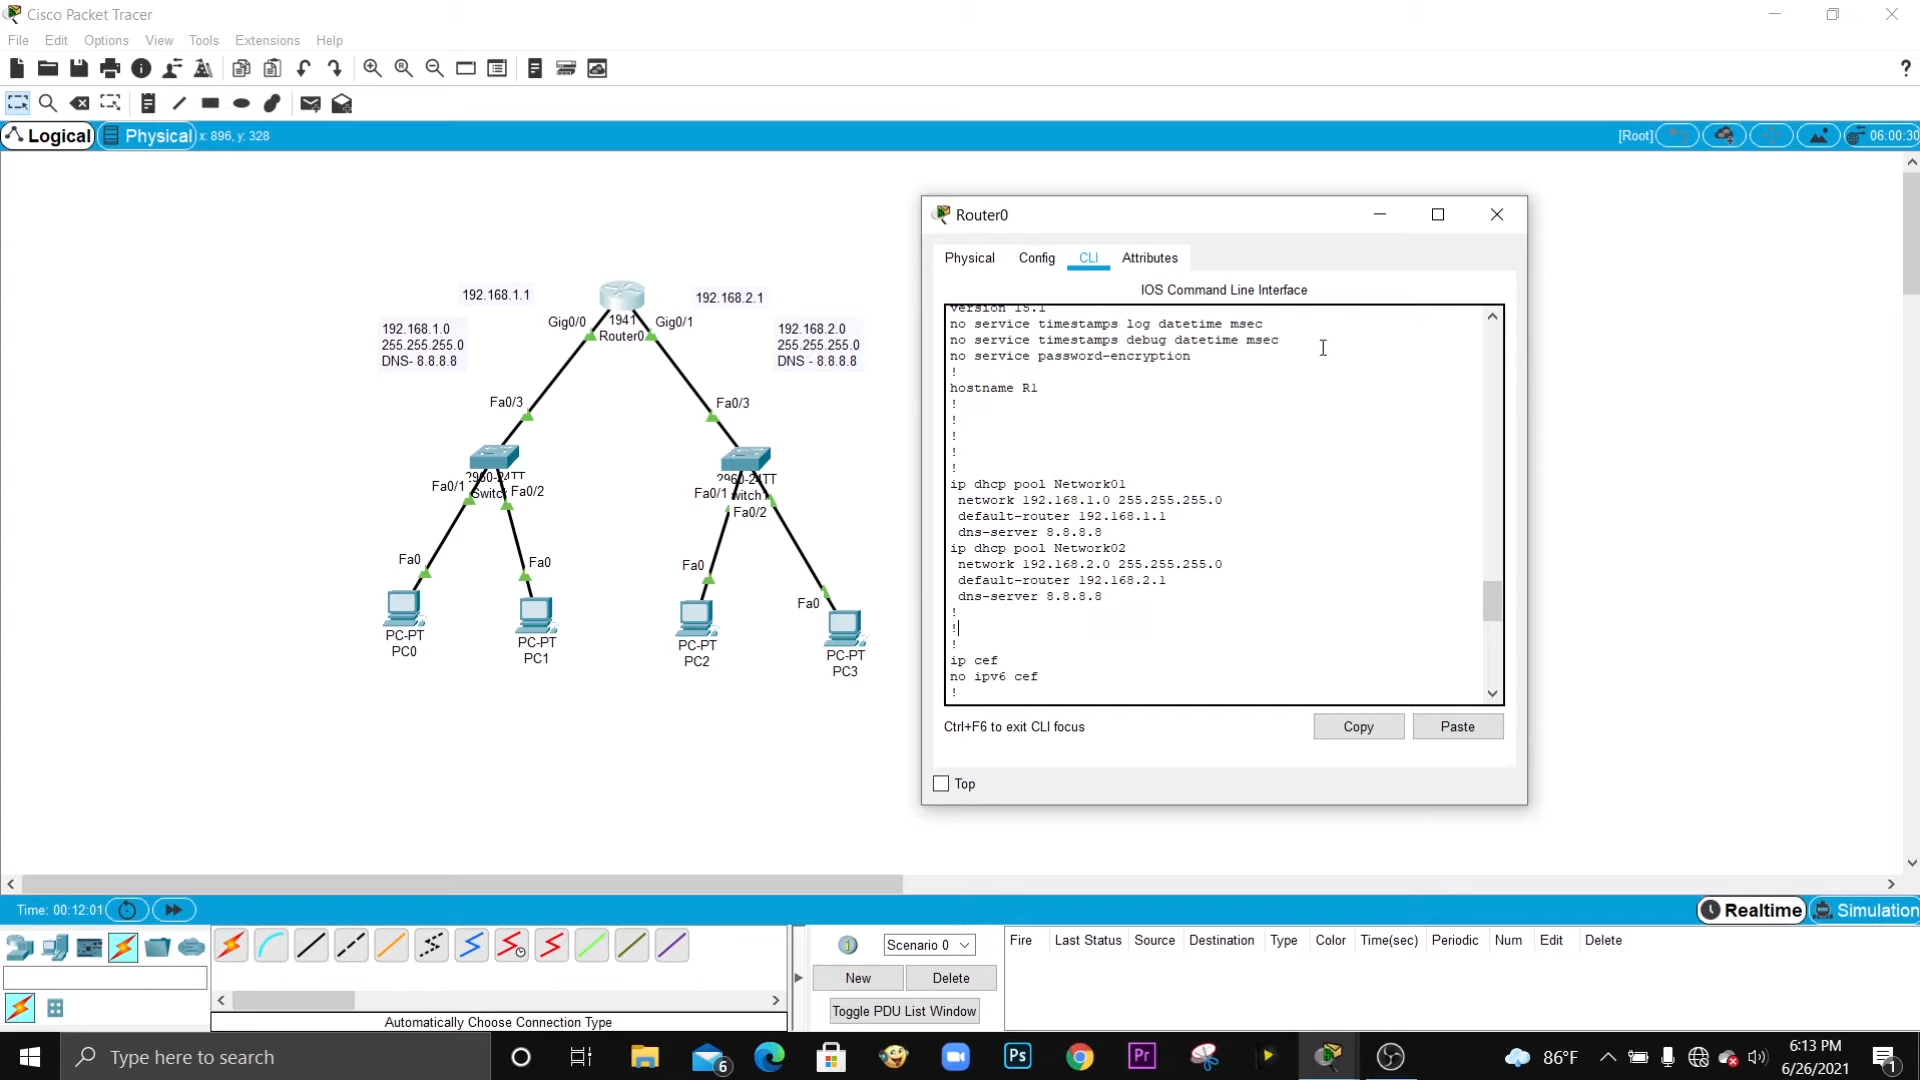 Cisco Packet Tracer
File Edit Options View Tools Extensions Help
?
Logical Physical x: 896, y: 328 [Root] 06:00:30
192.168.1.1
192.168.2.1
Gig0/0 1941 Gig0/1
Router0
192.168.1.0
255.255.255.0
DNS- 8.8.8.8
192.168.2.0
255.255.255.0
DNS - 8.8.8.8
Fa0/3
Fa0/3
Fa0/1
Fa0/2
2960-24TT
Fa0/1
Fa0/2
Fa0
Fa0
Fa0
Fa0
PC-PT
PC0
PC-PT
PC1
PC-PT
PC2
PC-PT
PC3
Router0
Physical Config CLI Attributes
IOS Command Line Interface
version 15.1
no service timestamps log datetime msec
no service timestamps debug datetime msec
no service password-encryption
!
hostname R1
!
!
!
!
!
ip dhcp pool Network01
network 192.168.1.0 255.255.255.0
default-router 192.168.1.1
dns-server 8.8.8.8
ip dhcp pool Network02
network 192.168.2.0 255.255.255.0
default-router 192.168.2.1
dns-server 8.8.8.8
!
!
!
ip cef
no ipv6 cef
!
Ctrl+F6 to exit CLI focus
Copy Paste
Top
Time: 00:12:01
Realtime Simulation
Scenario 0
New Delete
Toggle PDU List Window
Fire Last Status Source Destination Type Color Time(sec) Periodic Num Edit Delete
Automatically Choose Connection Type
Type here to search
6
Ps
Pr
86°F
6:13 PM
6/26/2021
1